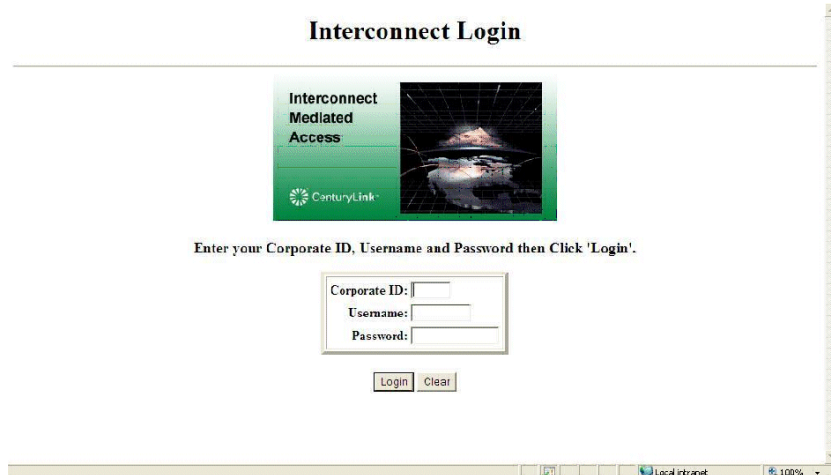 Interconnect Login
Interconnect
Mediated
Access
CenturyLink™
Enter your Corporate ID, Username and Password then Click 'Login'.
Corporate ID:
Username:
Password:
Login Clear
Local intranet 100%